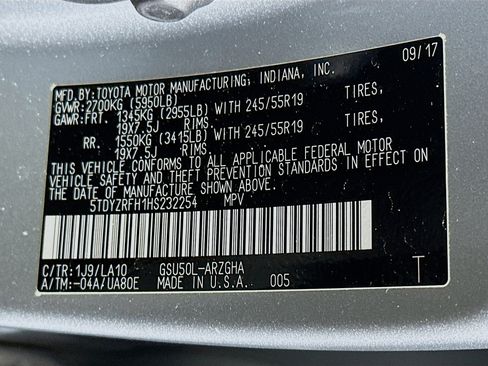 09/17
MFD.BY:TOYOTA MOTOR MANUFACTURING, INDIANA, INC.
GVWR:2700KG (5950LB)
GAWR:FRT. 1345KG (2955LB) WITH 245/55R19 TIRES,
19X7.5J RIMS.
RR. 1550KG (3415LB) WITH 245/55R19 TIRES,
19X7.5J RIMS.
THIS VEHICLE CONFORMS TO ALL APPLICABLE FEDERAL MOTOR
VEHICLE SAFETY AND THEFT PREVENTION STANDARDS IN EFFECT ON
THE DATE OF MANUFACTURE SHOWN ABOVE.
5TDYZRFH1HS232254 MPV
C/TR:1J9/LA10 GSU50L-ARZGHA T
A/TM:-04A/UA80E MADE IN U.S.A. 005